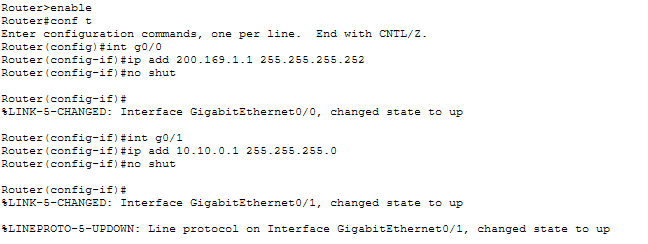 Router>enable
Router#conf t
Enter configuration commands, one per line.  End with CNTL/Z.
Router(config)#int g0/0
Router(config-if)#ip add 200.169.1.1 255.255.255.252
Router(config-if)#no shut
Router(config-if)#
%LINK-5-CHANGED: Interface GigabitEthernet0/0, changed state to up
Router(config-if)#int g0/1
Router(config-if)#ip add 10.10.0.1 255.255.255.0
Router(config-if)#no shut
Router(config-if)#
%LINK-5-CHANGED: Interface GigabitEthernet0/1, changed state to up
%LINEPROTO-5-UPDOWN: Line protocol on Interface GigabitEthernet0/1, changed state to up